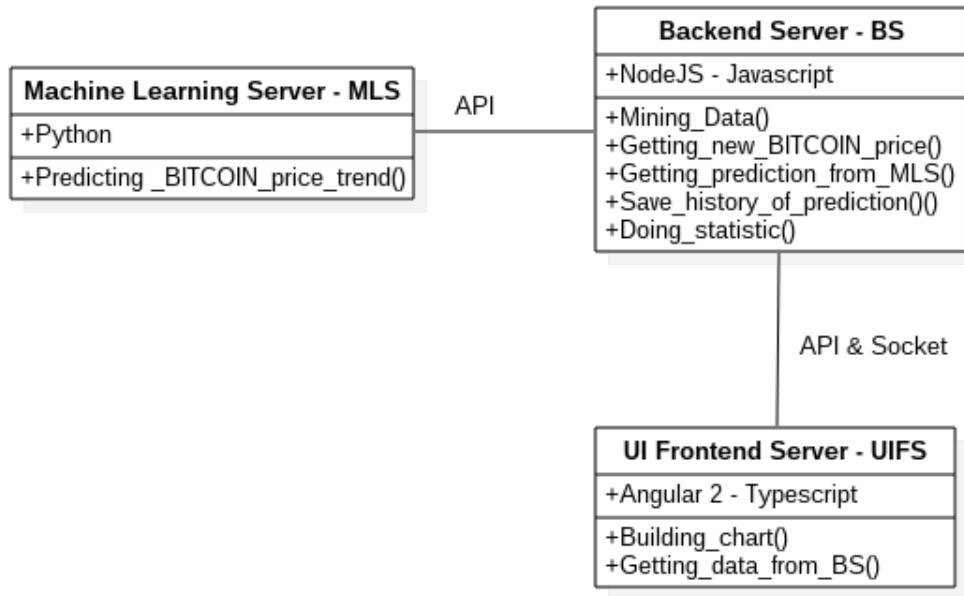 Machine Learning Server - MLS
+Python
+Predicting _BITCOIN_price_trend()
API
Backend Server - BS
+NodeJS - Javascript
+Mining_Data()
+Getting_new_BITCOIN_price()
+Getting_prediction_from_MLS()
+Save_history_of_prediction()()
+Doing_statistic()
API & Socket
UI Frontend Server - UIFS
+Angular 2 - Typescript
+Building_chart()
+Getting_data_from_BS()